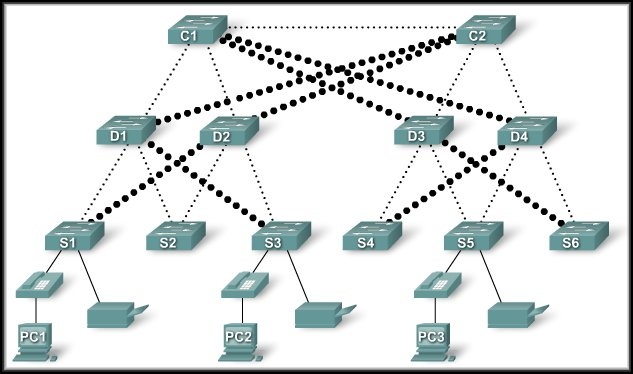 C1 C2
D1 D2 D3 D4
S1 S2 S3 S4 S5 S6
PC1 PC2 PC3